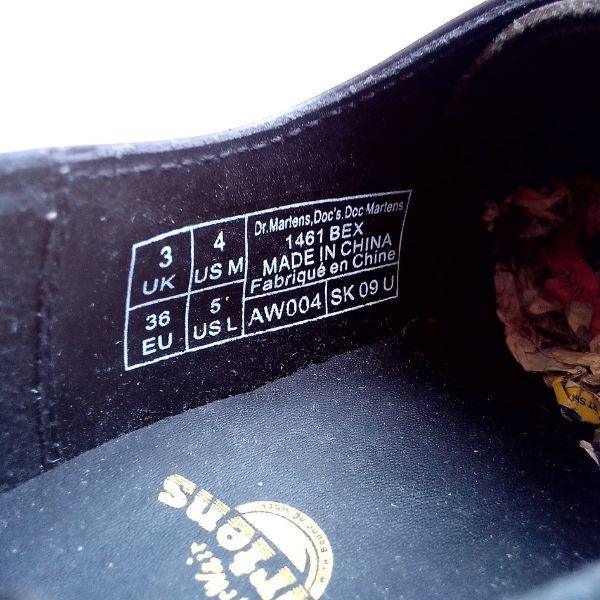 3 UK
4 US M
36 EU
5 US L
Dr.Martens,Doc's.Doc Martens
1461 BEX
MADE IN CHINA
Fabriqué en Chine
AW004 SK 09 U